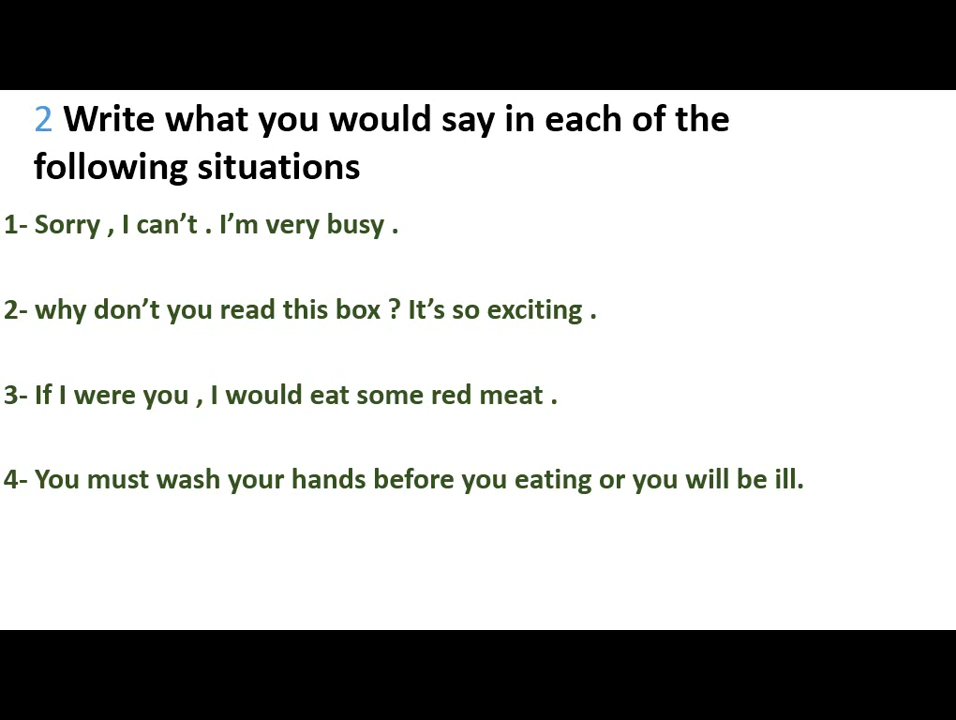 2 Write what you would say in each of the
following situations
1- Sorry , I can’t . I’m very busy .
2- why don’t you read this box ? It’s so exciting .
3- If I were you , I would eat some red meat .
4- You must wash your hands before you eating or you will be ill.